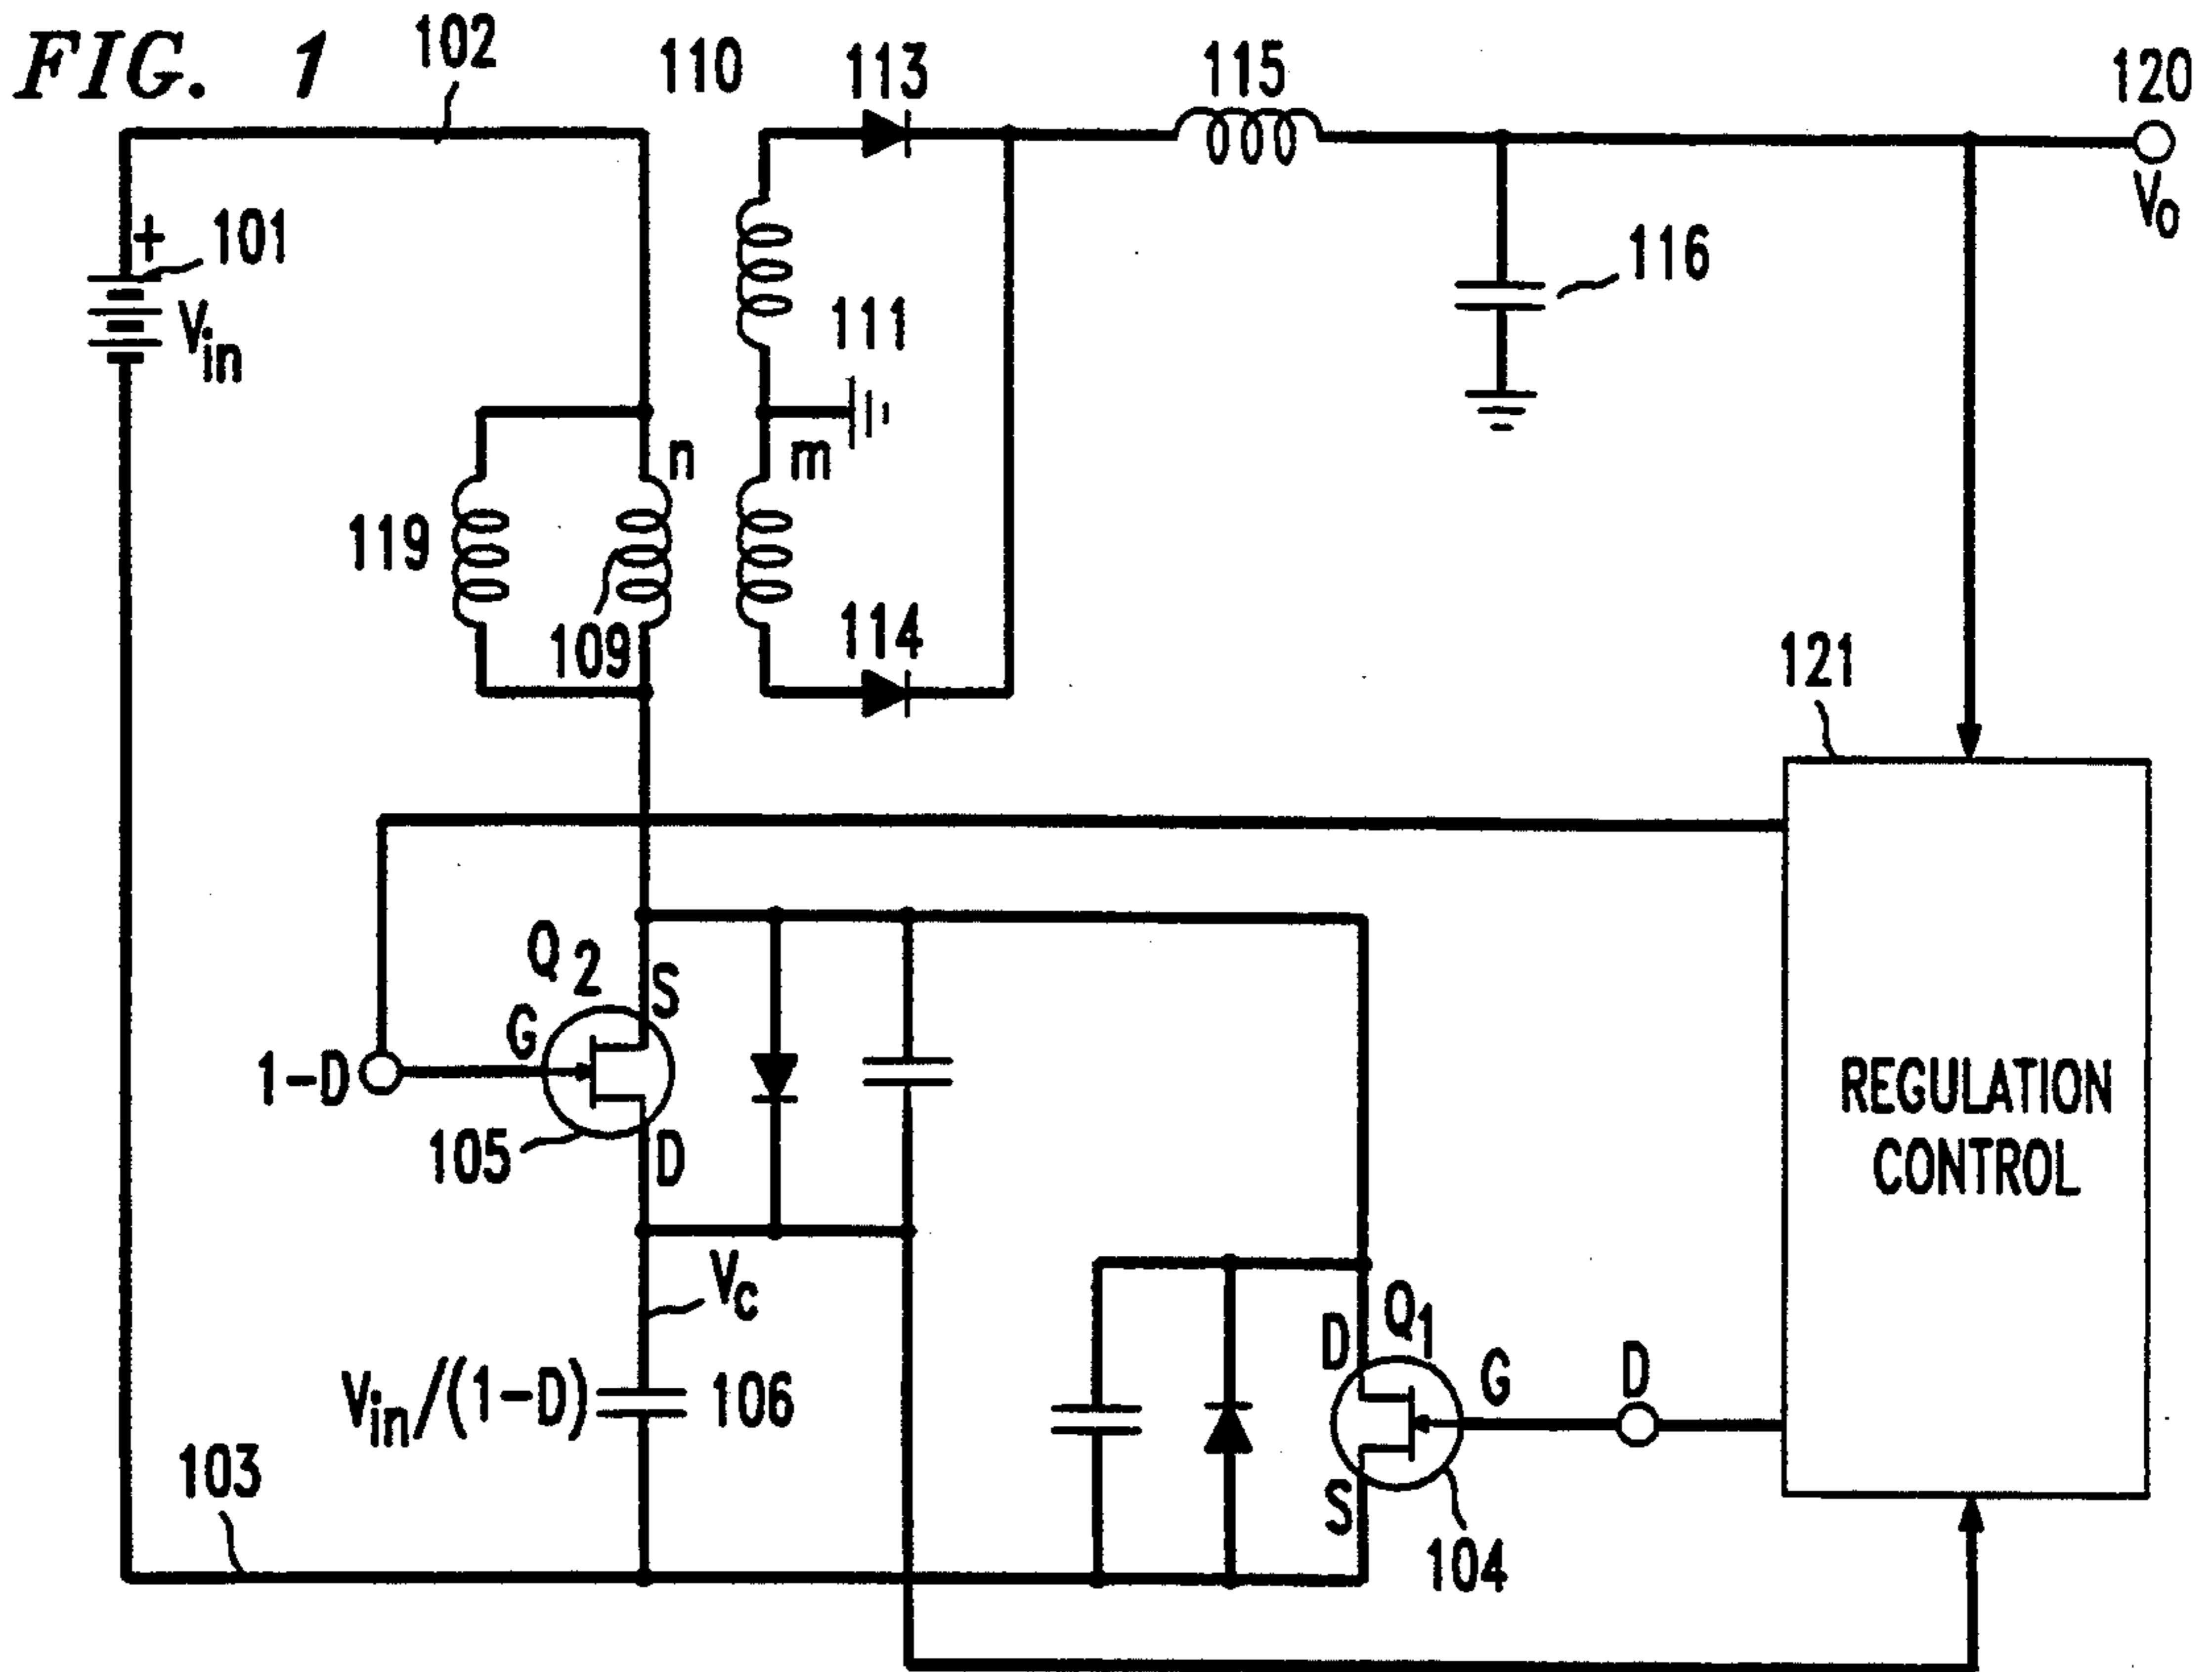 FIG. 1
102
110
113
115
120
V0
+
101
Vin
111
116
n
m
119
109
114
121
Q2
S
G
1-D
105
D
REGULATION
CONTROL
Vc
Vin/(1-D)
106
D
Q1
G
D
S
103
104